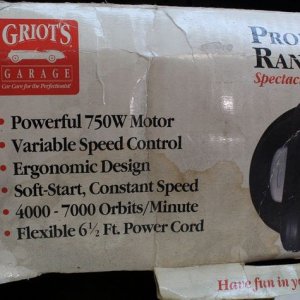 GRIOT'S
GARAGE
Car Care for the Perfectionist
• Powerful 750W Motor
• Variable Speed Control
• Ergonomic Design
• Soft-Start, Constant Speed
• 4000 - 7000 Orbits/Minute
• Flexible 6½ Ft. Power Cord
PRO
RAN
Spectac
Have fun in yo